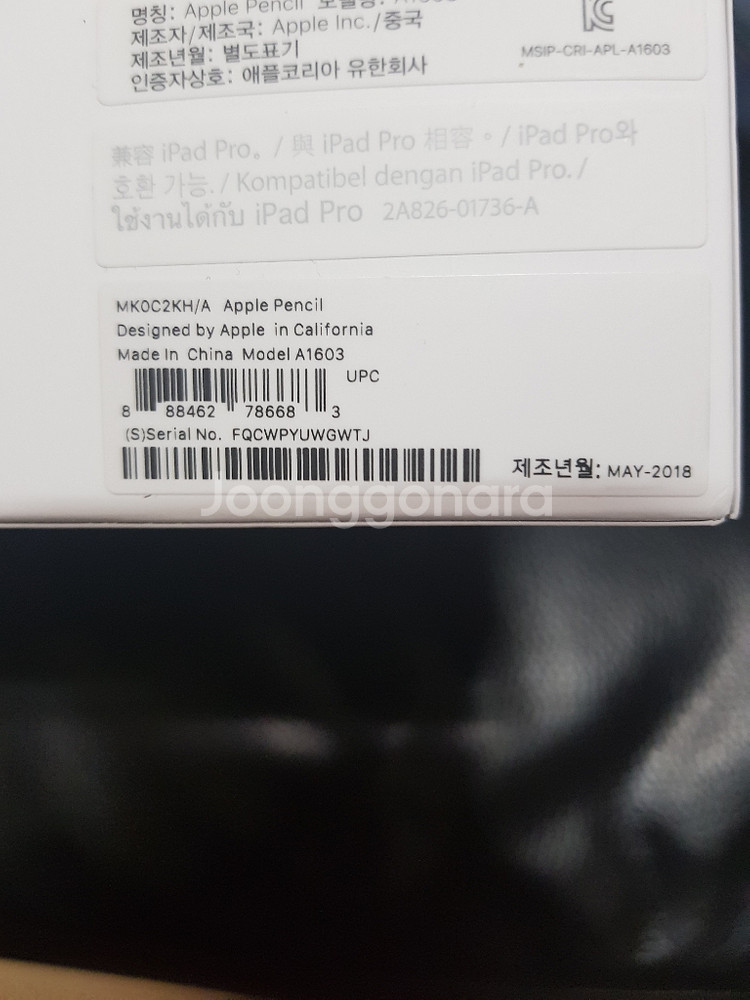 명칭: Apple Pencil 모델명: A1603
제조자/제조국: Apple Inc./중국
제조년월: 별도표기
인증자상호: 애플코리아 유한회사
MSIP-CRI-APL-A1603
兼容 iPad Pro。/ 與 iPad Pro 相容。/ iPad Pro와
호환 가능. / Kompatibel dengan iPad Pro. /
ใช้งานได้กับ iPad Pro 2A826-01736-A
MK0C2KH/A Apple Pencil
Designed by Apple in California
Made In China Model A1603
UPC
8 88462 78668 3
(S)Serial No. FQCWPYUWGWTJ
제조년월: MAY-2018
Joonggonara